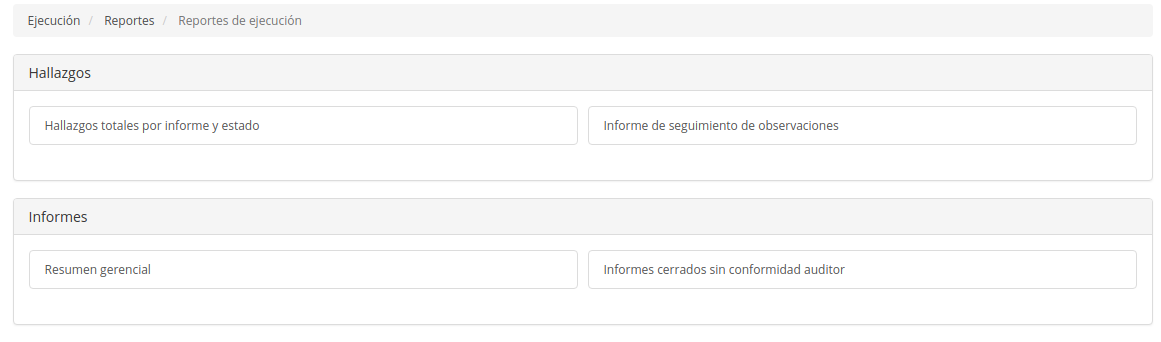 Ejecución / Reportes / Reportes de ejecución
Hallazgos
Hallazgos totales por informe y estado
Informe de seguimiento de observaciones
Informes
Resumen gerencial
Informes cerrados sin conformidad auditor